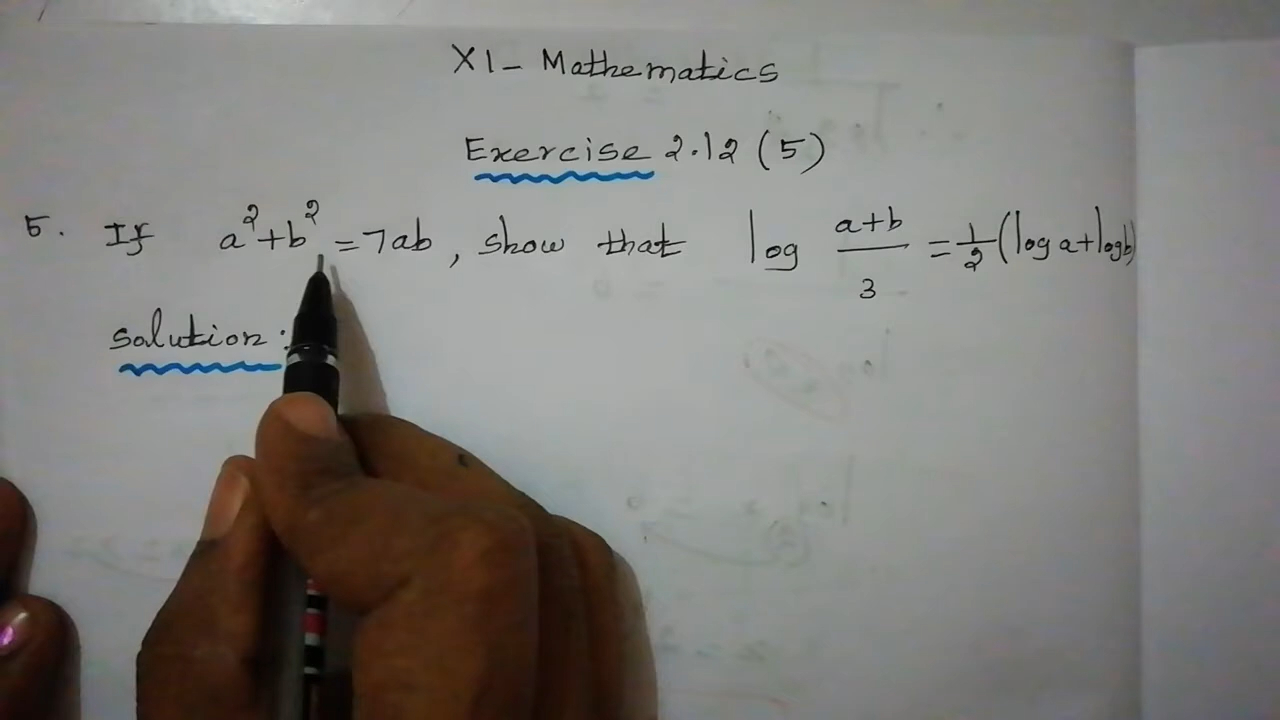 XI- Mathematics
Exercise 2.12 (5)
5. If a²+b²=7ab, show that log (a+b)/3 = 1/2 (log a+logb)
Solution: